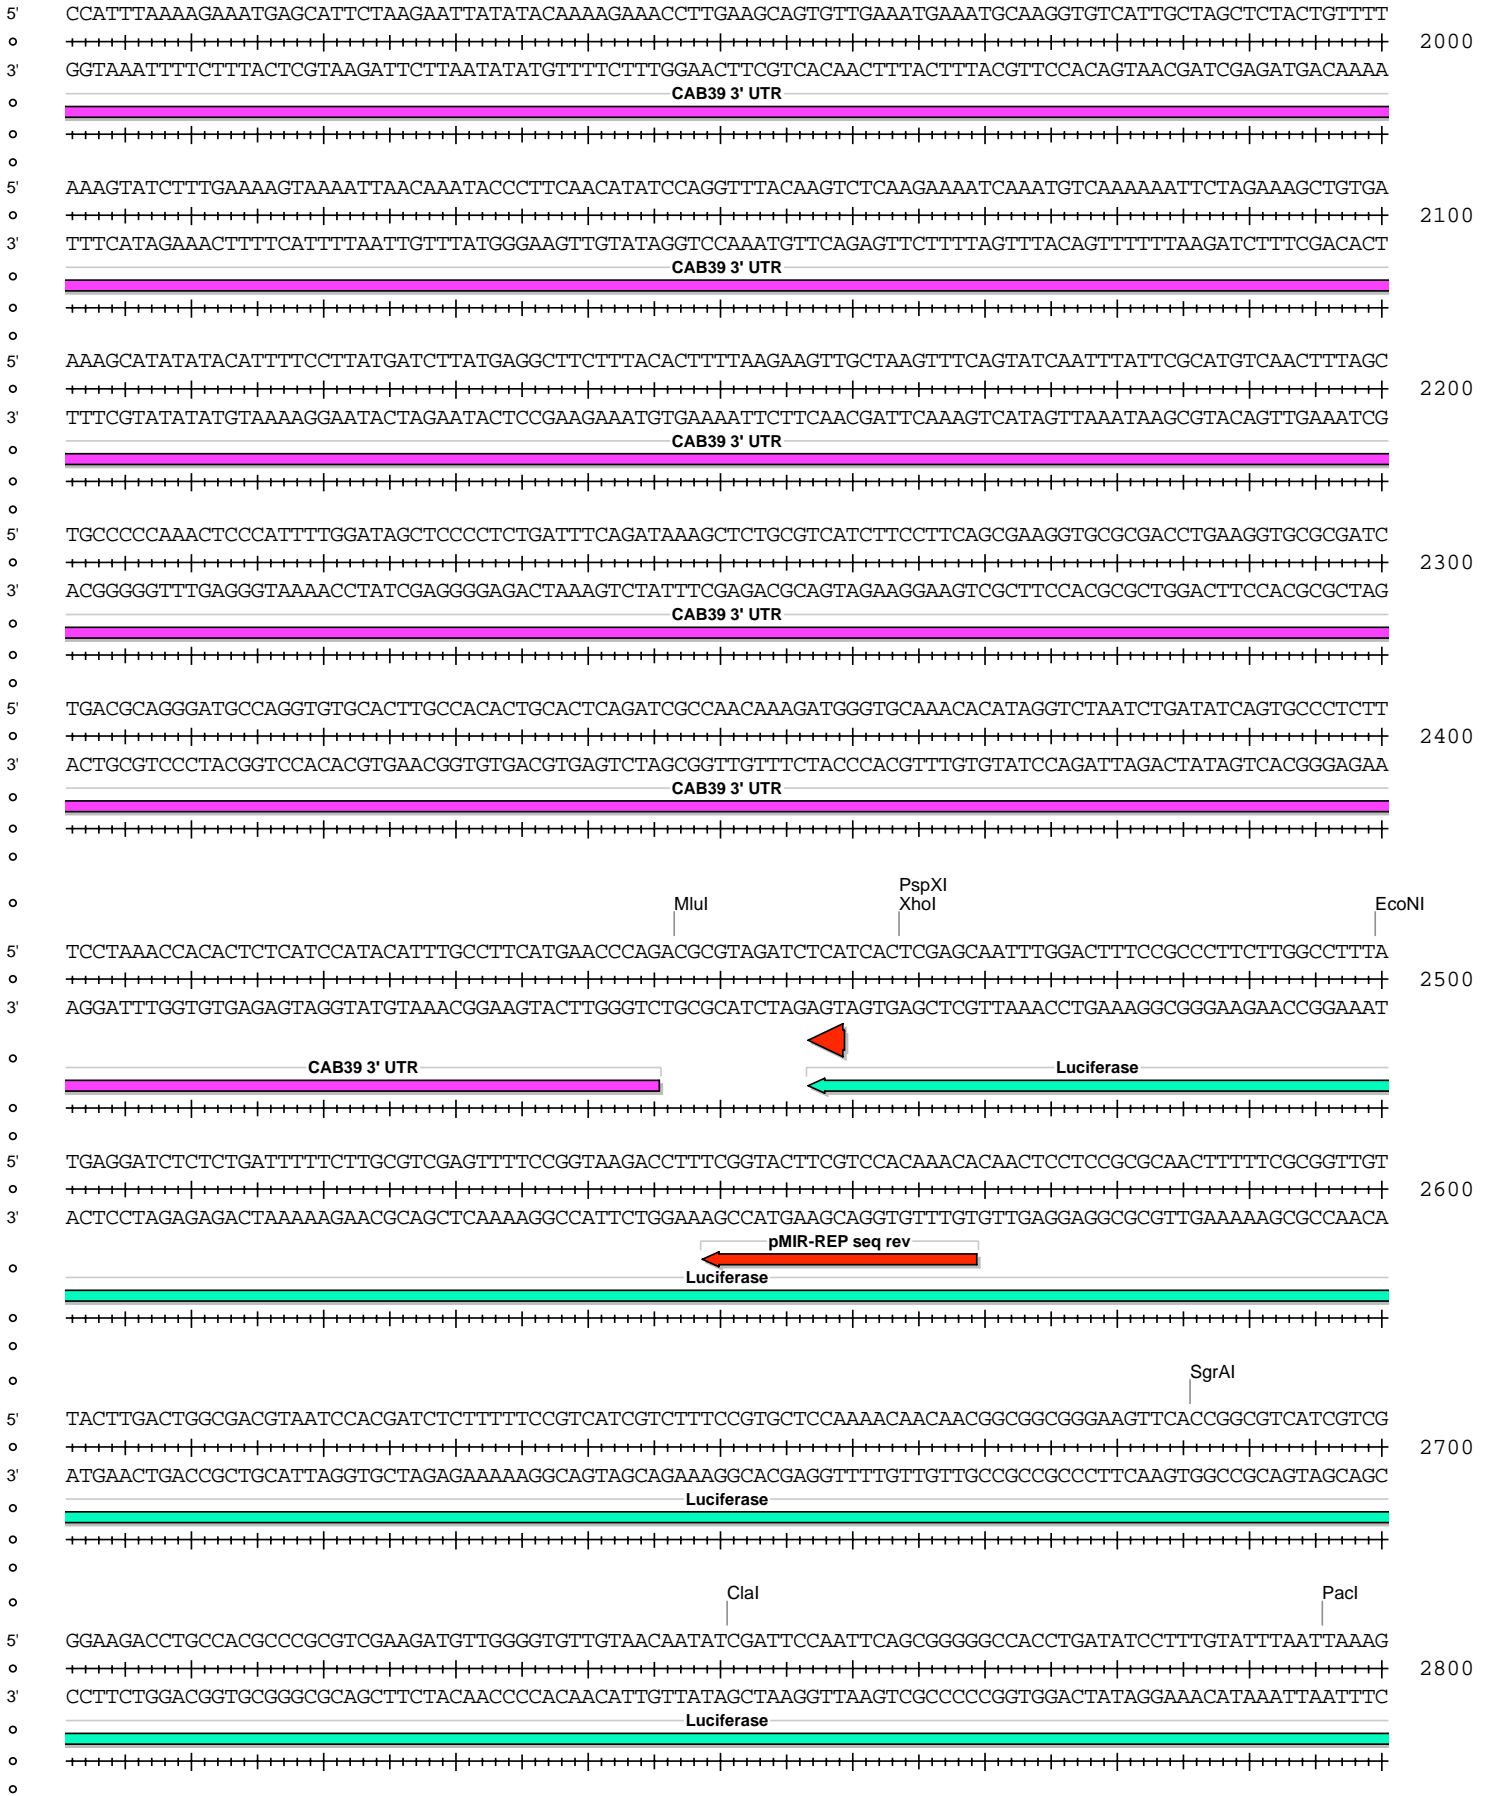 5' CCATTTAAAAGAAATGAGCATTCTAAGAATTATATACAAAAGAAACCTTGAAGCAGTGTTGAAATGAAATGCAAGGTGTCATTGCTAGCTCTACTGTTTT
2000
3' GGTAAATTTTCTTTACTCGTAAGATTCTTAATATATGTTTTCTTTGGAACTTCGTCACAACTTTACTTTACGTTCCACAGTAACGATCGAGATGACAAAA
CAB39 3' UTR
5' AAAGTATCTTTGAAAAGTAAAATTAACAAATACCCTTCAACATATCCAGGTTTACAAGTCTCAAGAAAATCAAATGTCAAAAAATTCTAGAAAGCTGTGA
2100
3' TTTCATAGAAACTTTTCATTTTAATTGTTTATGGGAAGTTGTATAGGTCCAAATGTTCAGAGTTCTTTTAGTTTACAGTTTTTTAAGATCTTTCGACACT
CAB39 3' UTR
5' AAAGCATATATACATTTTCCTTATGATCTTATGAGGCTTCTTTACACTTTTAAGAAGTTGCTAAGTTTCAGTATCAATTTATTCGCATGTCAACTTTAGC
2200
3' TTTCGTATATATGTAAAAGGAATACTAGAATACTCCGAAGAAATGTGAAAATTCTTCAACGATTCAAAGTCATAGTTAAATAAGCGTACAGTTGAAATCG
CAB39 3' UTR
5' TGCCCCCAAACTCCCATTTTGGATAGCTCCCCTCTGATTTCAGATAAAGCTCTGCGTCATCTTCCTTCAGCGAAGGTGCGCGACCTGAAGGTGCGCGATC
2300
3' ACGGGGGTTTGAGGGTAAAACCTATCGAGGGGAGACTAAAGTCTATTTCGAGACGCAGTAGAAGGAAGTCGCTTCCACGCGCTGGACTTCCACGCGCTAG
CAB39 3' UTR
5' TGACGCAGGGATGCCAGGTGTGCACTTGCCACACTGCACTCAGATCGCCAACAAAGATGGGTGCAAACACATAGGTCTAATCTGATATCAGTGCCCTCTT
2400
3' ACTGCGTCCCTACGGTCCACACGTGAACGGTGTGACGTGAGTCTAGCGGTTGTTTCTACCCACGTTTGTGTATCCAGATTAGACTATAGTCACGGGAGAA
CAB39 3' UTR
PspXI
MluI XhoI EcoNI
5' TCCTAAACCACACTCTCATCCATACATTTGCCTTCATGAACCCAGACGCGTAGATCTCATCACTCGAGCAATTTGGACTTTCCGCCCTTCTTGGCCTTTA
2500
3' AGGATTTGGTGTGAGAGTAGGTATGTAAACGGAAGTACTTGGGTCTGCGCATCTAGAGTAGTGAGCTCGTTAAACCTGAAAGGCGGGAAGAACCGGAAAT
CAB39 3' UTR Luciferase
5' TGAGGATCTCTCTGATTTTTCTTGCGTCGAGTTTTCCGGTAAGACCTTTCGGTACTTCGTCCACAAACACAACTCCTCCGCGCAACTTTTTCGCGGTTGT
2600
3' ACTCCTAGAGAGACTAAAAAGAACGCAGCTCAAAAGGCCATTCTGGAAAGCCATGAAGCAGGTGTTTGTGTTGAGGAGGCGCGTTGAAAAAGCGCCAACA
pMIR-REP seq rev
Luciferase
SgrAI
5' TACTTGACTGGCGACGTAATCCACGATCTCTTTTTCCGTCATCGTCTTTCCGTGCTCCAAAACAACAACGGCGGCGGGAAGTTCACCGGCGTCATCGTCG
2700
3' ATGAACTGACCGCTGCATTAGGTGCTAGAGAAAAAGGCAGTAGCAGAAAGGCACGAGGTTTTGTTGTTGCCGCCGCCCTTCAAGTGGCCGCAGTAGCAGC
Luciferase
ClaI PacI
5' GGAAGACCTGCCACGCCCGCGTCGAAGATGTTGGGGTGTTGTAACAATATCGATTCCAATTCAGCGGGGGCCACCTGATATCCTTTGTATTTAATTAAAG
2800
3' CCTTCTGGACGGTGCGGGCGCAGCTTCTACAACCCCACAACATTGTTATAGCTAAGGTTAAGTCGCCCCCGGTGGACTATAGGAAACATAAATTAATTTC
Luciferase